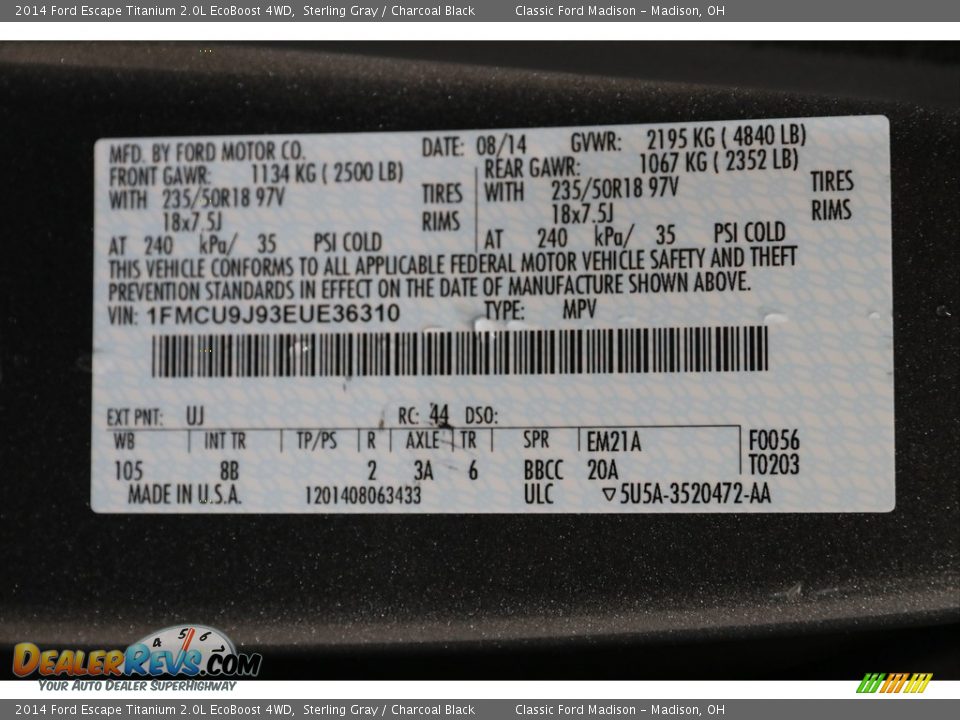 2014 Ford Escape Titanium 2.0L EcoBoost 4WD, Sterling Gray / Charcoal Black Classic Ford Madison - Madison, OH
MFD. BY FORD MOTOR CO. DATE: 08/14 GVWR: 2195 KG ( 4840 LB)
FRONT GAWR: 1134 KG ( 2500 LB) REAR GAWR: 1067 KG ( 2352 LB)
WITH 235/50R18 97V TIRES WITH 235/50R18 97V TIRES
18x7.5J RIMS 18x7.5J RIMS
AT 240 kPa/ 35 PSI COLD AT 240 kPa/ 35 PSI COLD
THIS VEHICLE CONFORMS TO ALL APPLICABLE FEDERAL MOTOR VEHICLE SAFETY AND THEFT
PREVENTION STANDARDS IN EFFECT ON THE DATE OF MANUFACTURE SHOWN ABOVE.
VIN: 1FMCU9J93EUE36310 TYPE: MPV
EXT PNT: UJ RC: 44 DSO:
WB INT TR TP/PS R AXLE TR SPR EM21A F0056
105 8B 2 3A 6 BBCC 20A T0203
MADE IN U.S.A. 1201408063433 ULC ▽5U5A-3520472-AA
4 5 6
DEALERREVS.COM
YOUR AUTO DEALER SUPERHIGHWAY
2014 Ford Escape Titanium 2.0L EcoBoost 4WD, Sterling Gray / Charcoal Black Classic Ford Madison - Madison, OH